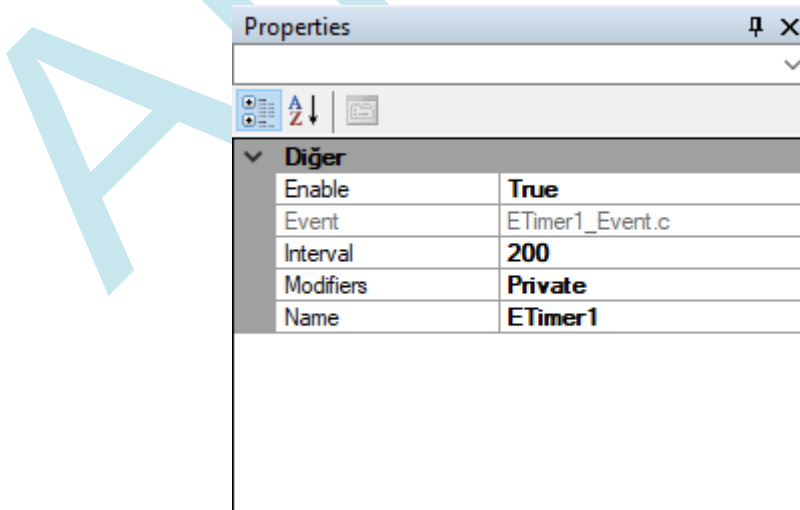 Properties
Diğer
Enable True
Event ETimer1_Event.c
Interval 200
Modifiers Private
Name ETimer1